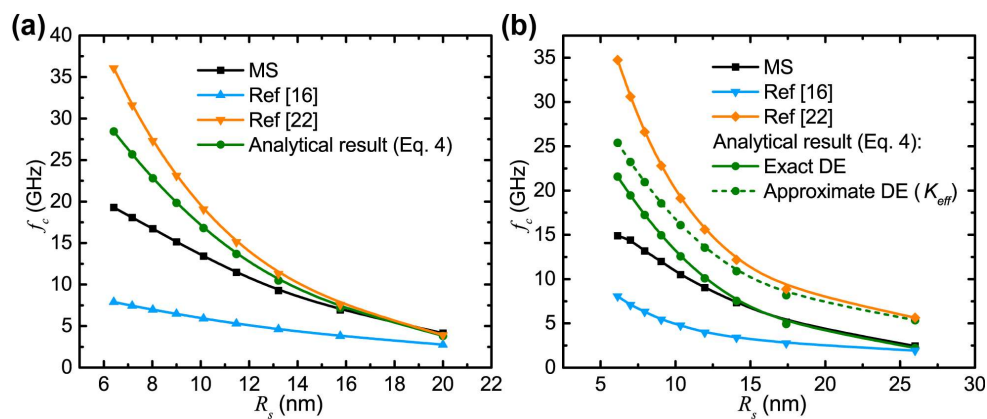 (a)
40
35
30
25
20
15
10
5
0
f_c (GHz)
MS
Ref [16]
Ref [22]
Analytical result (Eq. 4)
6 8 10 12 14 16 18 20 22
R_s (nm)
(b)
35
30
25
20
15
10
5
0
f_c (GHz)
MS
Ref [16]
Ref [22]
Analytical result (Eq. 4):
Exact DE
Approximate DE (K_eff)
5 10 15 20 25 30
R_s (nm)